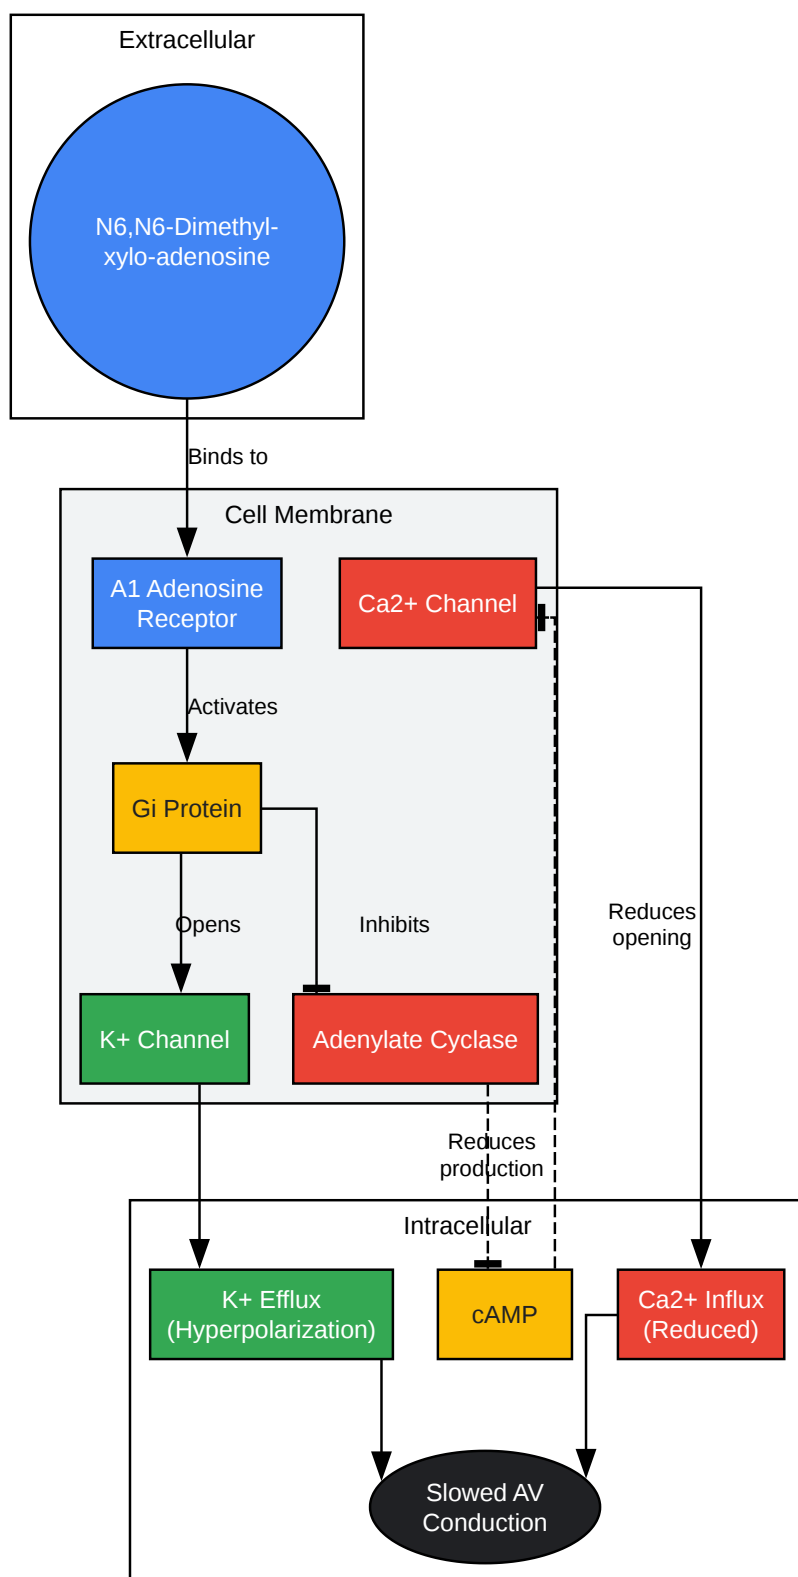 Extracellular
N6,N6-Dimethyl-
xylo-adenosine
Binds to
Cell Membrane
A1 Adenosine
Receptor
Ca2+ Channel
Activates
Gi Protein
Opens
Inhibits
Reduces
opening
K+ Channel
Adenylate Cyclase
Reduces
production
Intracellular
K+ Efflux
(Hyperpolarization)
cAMP
Ca2+ Influx
(Reduced)
Slowed AV
Conduction